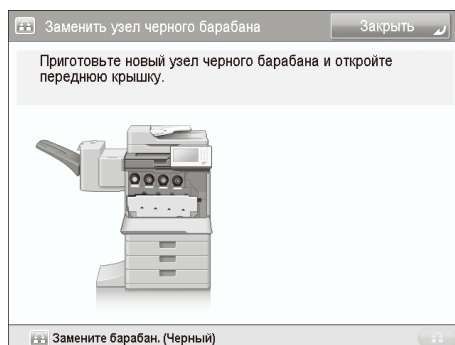 Заменить узел черного барабана
Закрыть
Приготовьте новый узел черного барабана и откройте
переднюю крышку.
Замените барабан. (Черный)